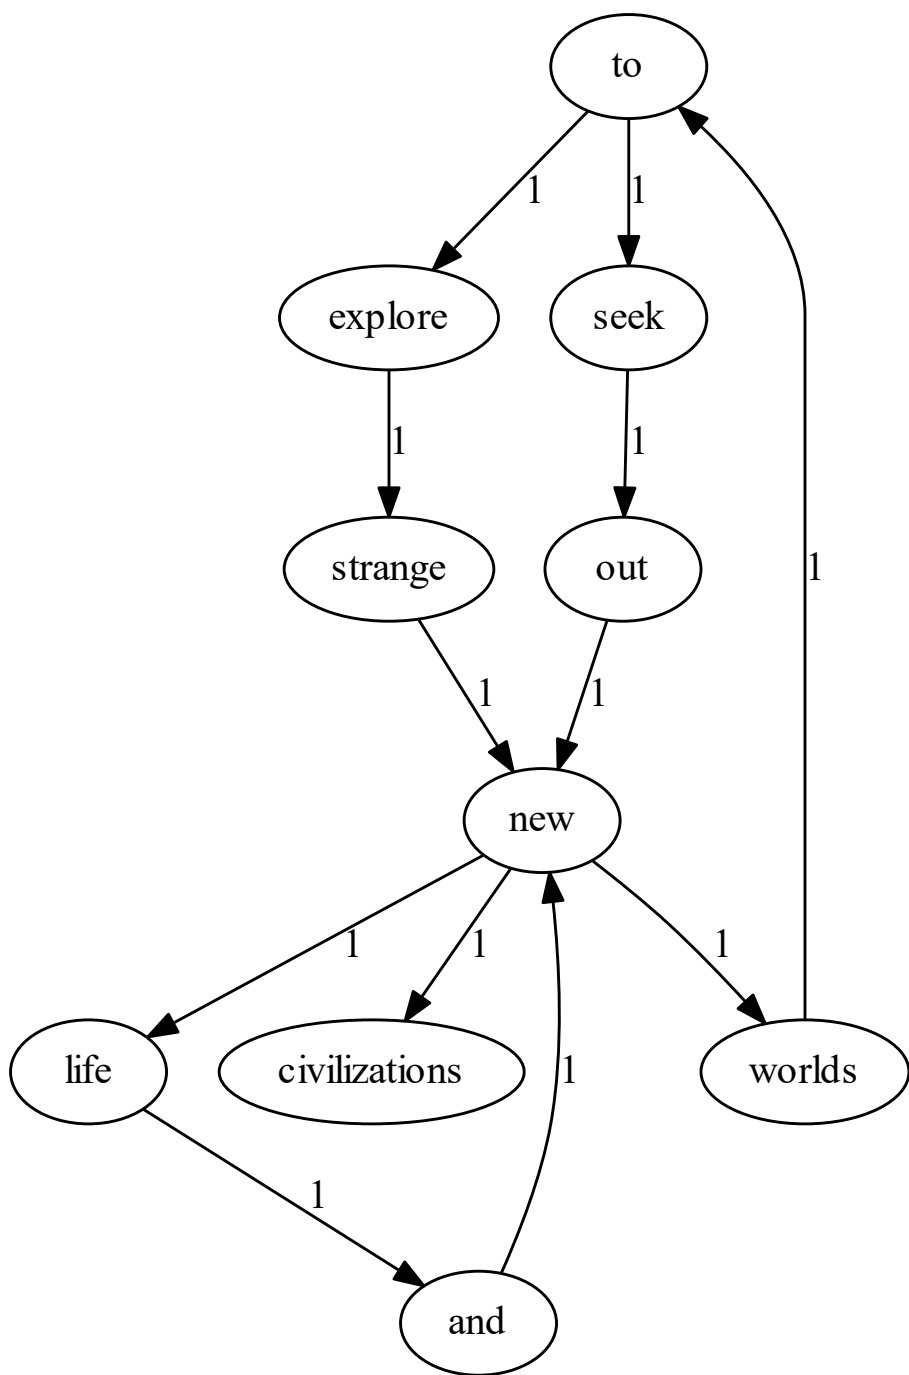 to
1 1
explore seek
1 1
strange out
1
1 1
new
1 1 1
life civilizations 1 worlds
1
and